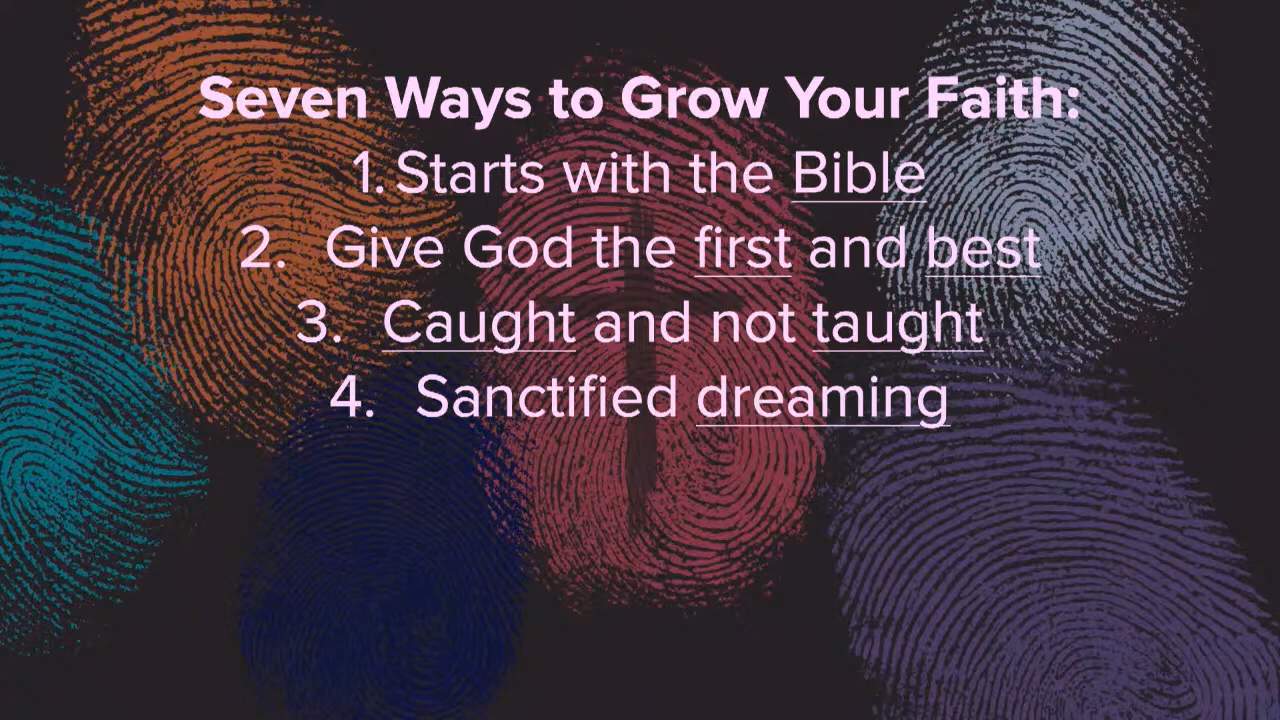 Seven Ways to Grow Your Faith:
1. Starts with the Bible
2. Give God the first and best
3. Caught and not taught
4. Sanctified dreaming